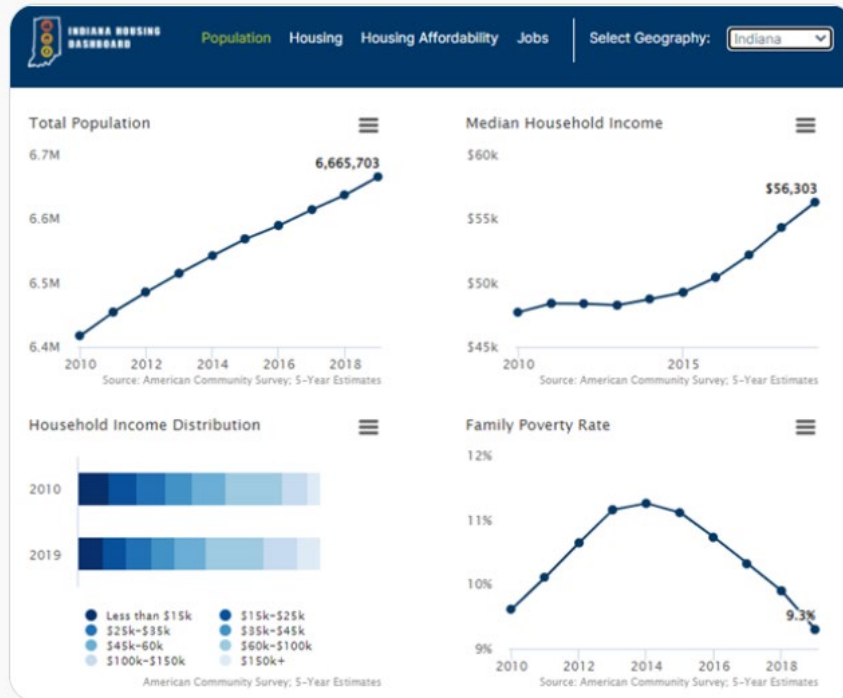 INDIANA HOUSING
DASHBOARD
Population Housing Housing Affordability Jobs Select Geography: Indiana
Total Population
6.7M
6,665,703
6.6M
6.5M
6.4M
2010 2012 2014 2016 2018
Source: American Community Survey; 5-Year Estimates
Median Household Income
$60k
$56,303
$55k
$50k
$45k
2010 2015
Source: American Community Survey; 5-Year Estimates
Household Income Distribution
2010
2019
Less than $15k $15k-$25k
$25k-$35k $35k-$45k
$45k-60k $60k-$100k
$100k-$150k $150k+
American Community Survey; 5-Year Estimates
Family Poverty Rate
12%
11%
10%
9.3%
9%
2010 2012 2014 2016 2018
Source: American Community Survey; 5-Year Estimates